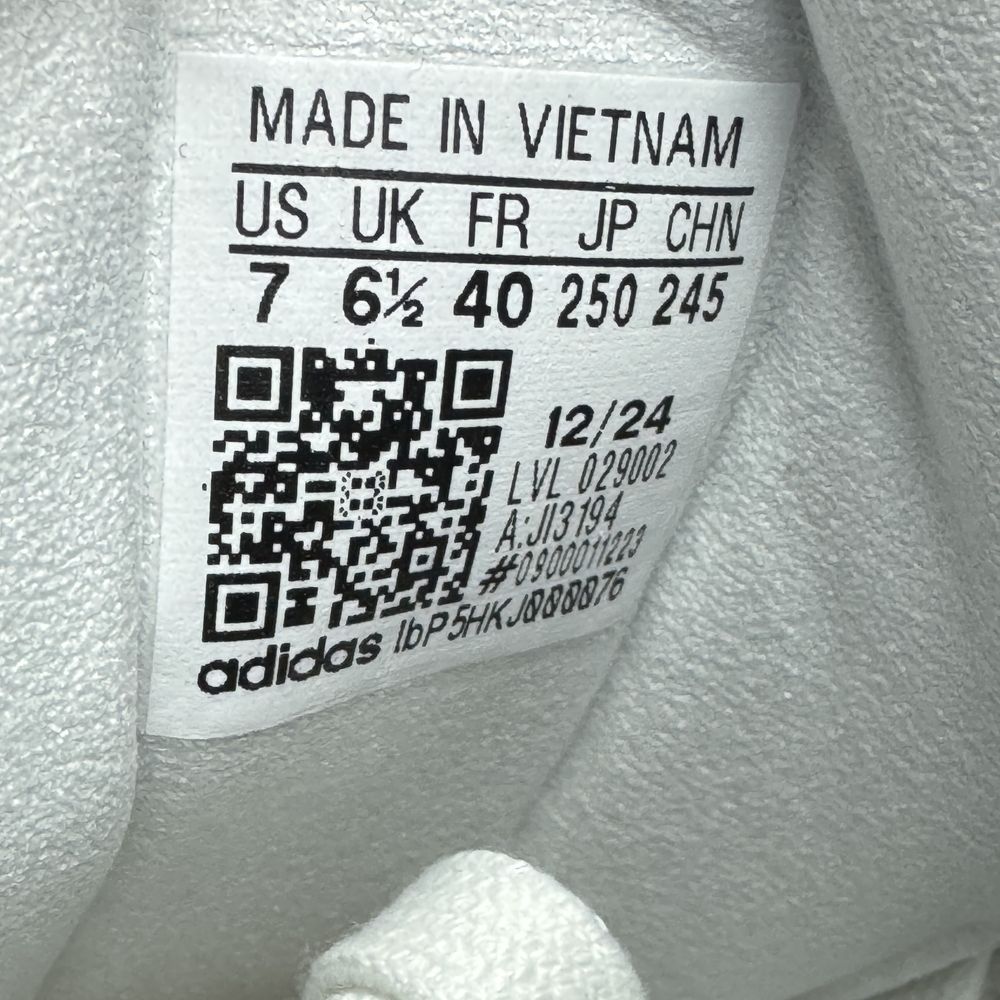 MADE IN VIETNAM
US UK FR JP CHN
7 6½ 40 250 245
12/24
LVL 029002
A:JI3194
#0900011223
adidas IbP5HKJ000076